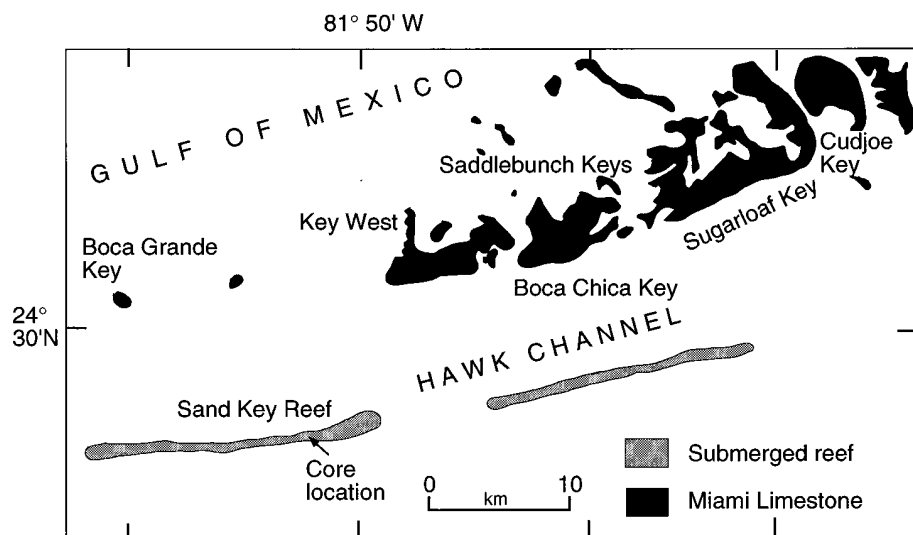 81° 50' W
GULF OF MEXICO
Cudjoe
Key
Saddlebunch Keys
Key West
Sugarloaf Key
Boca Grande
Key
Boca Chica Key
24°
30'N
HAWK CHANNEL
Sand Key Reef
Core
location
0 10
km
Submerged reef
Miami Limestone